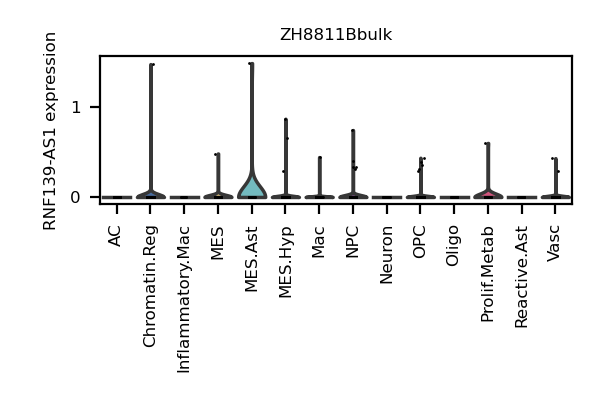 ZH8811Bbulk
RNF139-AS1 expression
1
0
AC
Chromatin.Reg
Inflammatory.Mac
MES
MES.Ast
MES.Hyp
Mac
NPC
Neuron
OPC
Oligo
Prolif.Metab
Reactive.Ast
Vasc